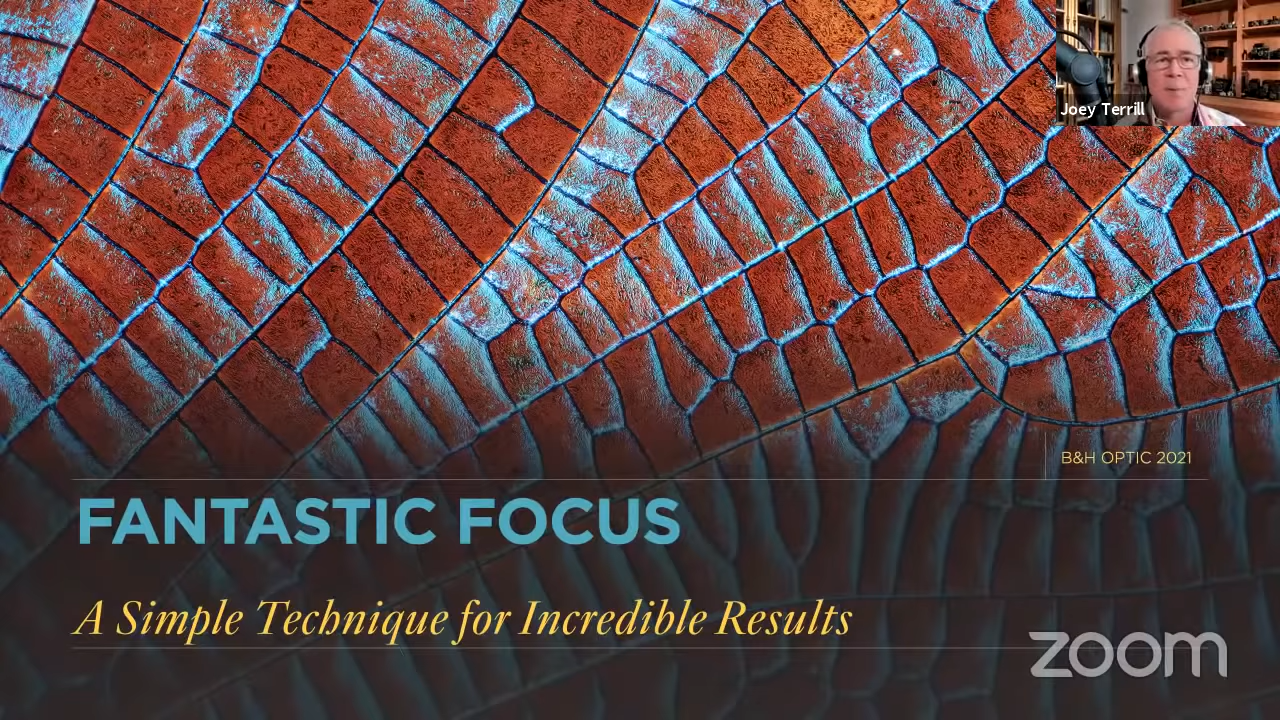 Joey Terrill
B&H OPTIC 2021
FANTASTIC FOCUS
A Simple Technique for Incredible Results
zoom